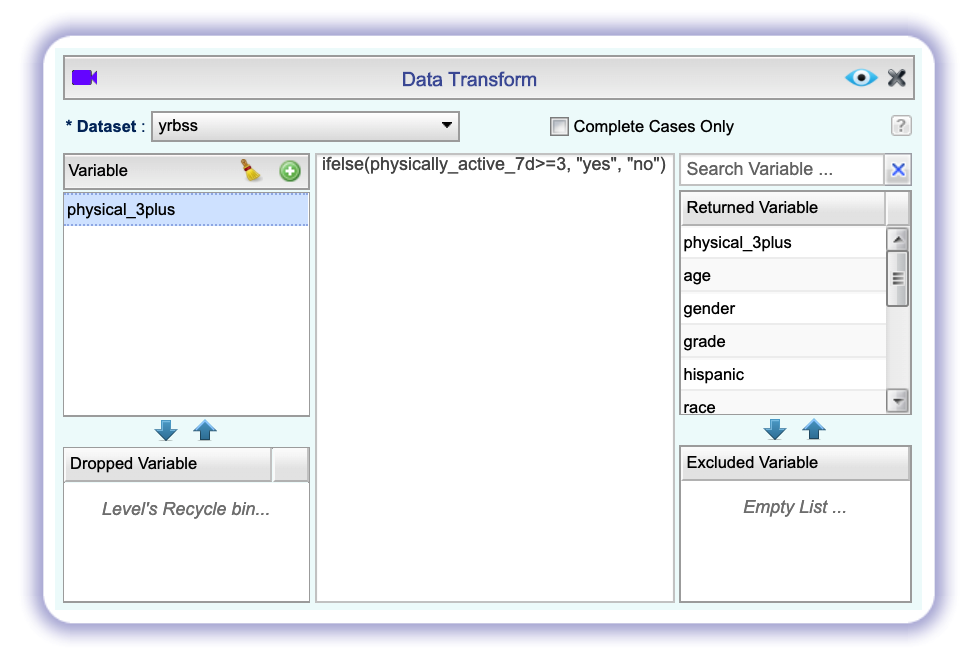 Data Transform
* Dataset : yrbss
Complete Cases Only
?
Variable
physical_3plus
Dropped Variable
Level's Recycle bin...
ifelse(physically_active_7d>=3, "yes", "no")
Search Variable ...
Returned Variable
physical_3plus
age
gender
grade
hispanic
race
Excluded Variable
Empty List ...